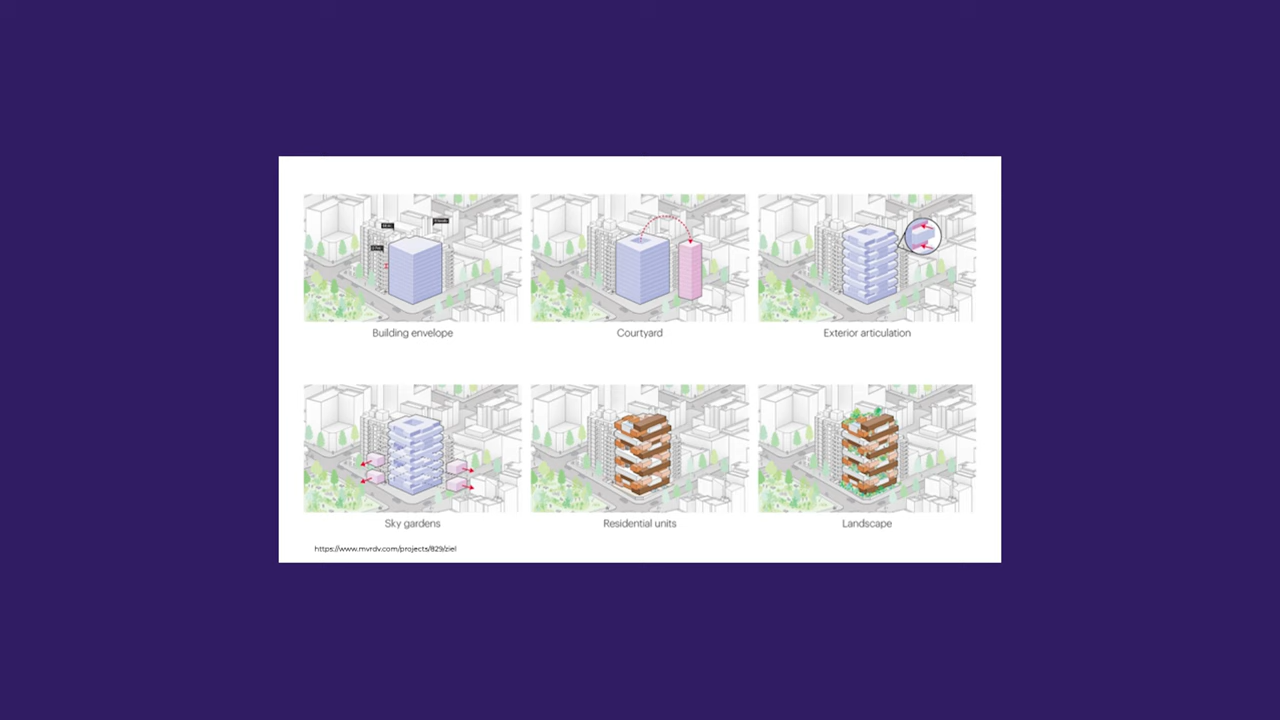 Building envelope
Courtyard
Exterior articulation
Sky gardens
Residential units
Landscape
https://www.mvrdv.com/projects/829/ziel